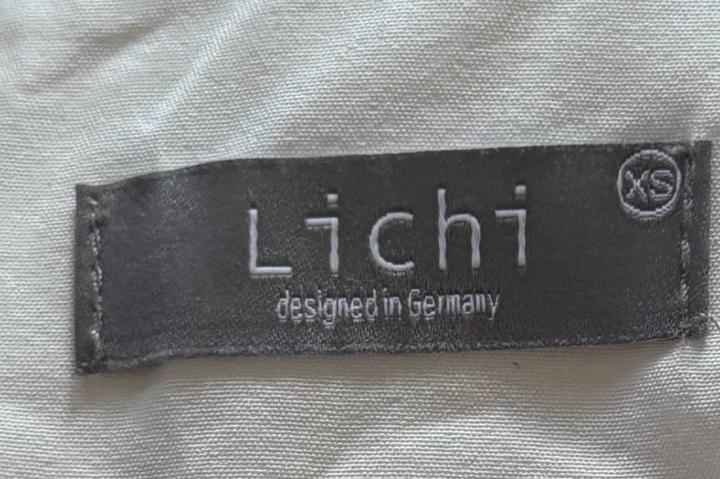 XS
Lichi
designed in Germany